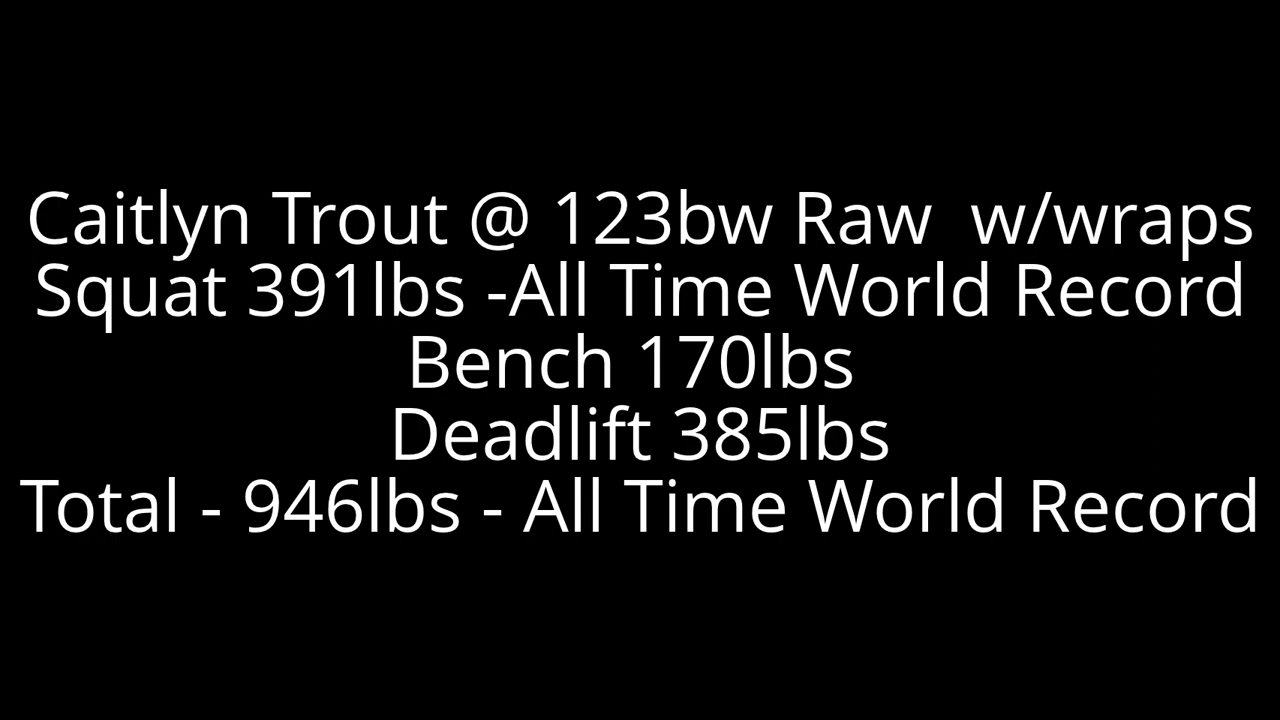 Caitlyn Trout @ 123bw Raw  w/wraps
Squat 391lbs -All Time World Record
Bench 170lbs
Deadlift 385lbs
Total - 946lbs - All Time World Record